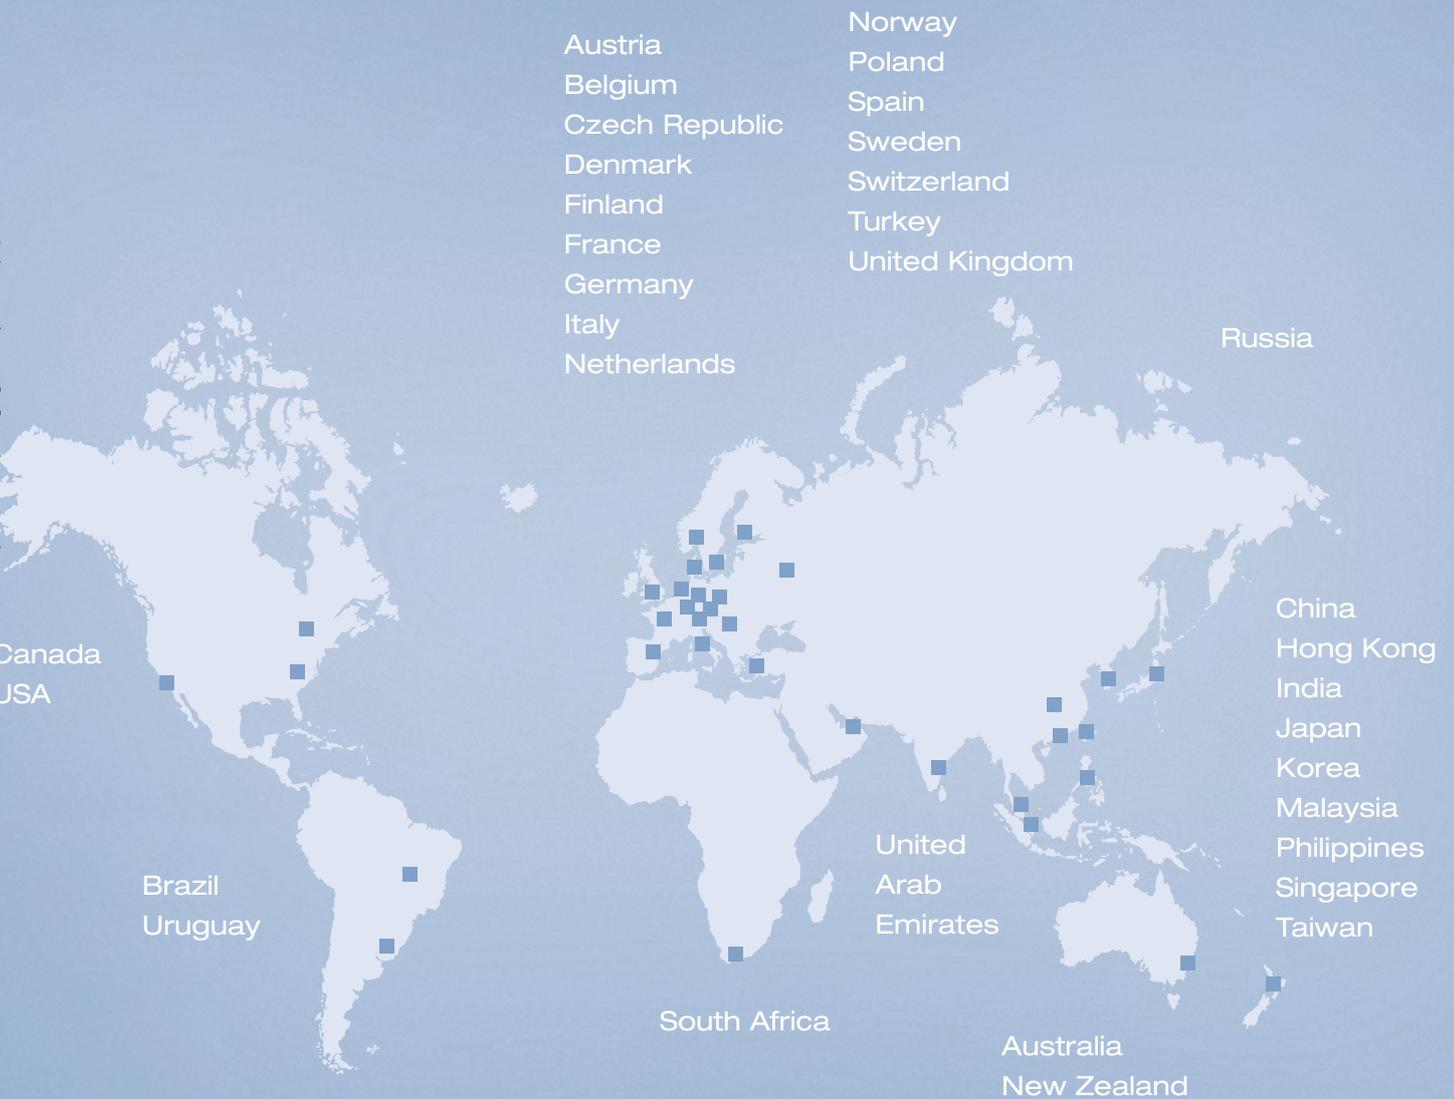 Austria
Belgium
Czech Republic
Denmark
Finland
France
Germany
Italy
Netherlands
Norway
Poland
Spain
Sweden
Switzerland
Turkey
United Kingdom
Russia
Canada
USA
China
Hong Kong
India
Japan
Korea
Malaysia
Philippines
Singapore
Taiwan
United
Arab
Emirates
Brazil
Uruguay
South Africa
Australia
New Zealand